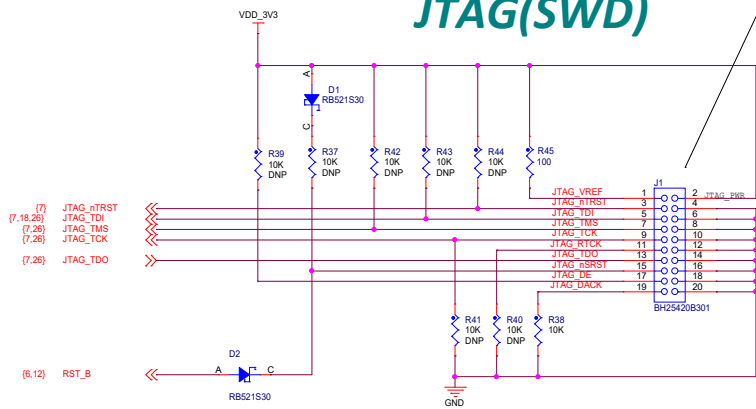 JTAG(SWD)
VDD_3V3
A
D1
RB521S30
C
R39
10K
DNP
R37
10K
DNP
R42
10K
DNP
R43
10K
DNP
R44
10K
DNP
R45
100
J1
JTAG_VREF 1 2 JTAG_PWR
{7} JTAG_nTRST
JTAG_nTRST 3 4
{7,18,26} JTAG_TDI
JTAG_TDI 5 6
{7,26} JTAG_TMS
JTAG_TMS 7 8
{7,26} JTAG_TCK
JTAG_TCK 9 10
JTAG_RTCK 11 12
{7,26} JTAG_TDO
JTAG_TDO 13 14
JTAG_nSRST 15 16
JTAG_DE 17 18
JTAG_DACK 19 20
BH25420B301
R41
10K
DNP
R40
10K
DNP
R38
10K
D2
{6,12} RST_B
A C
RB521S30
GND